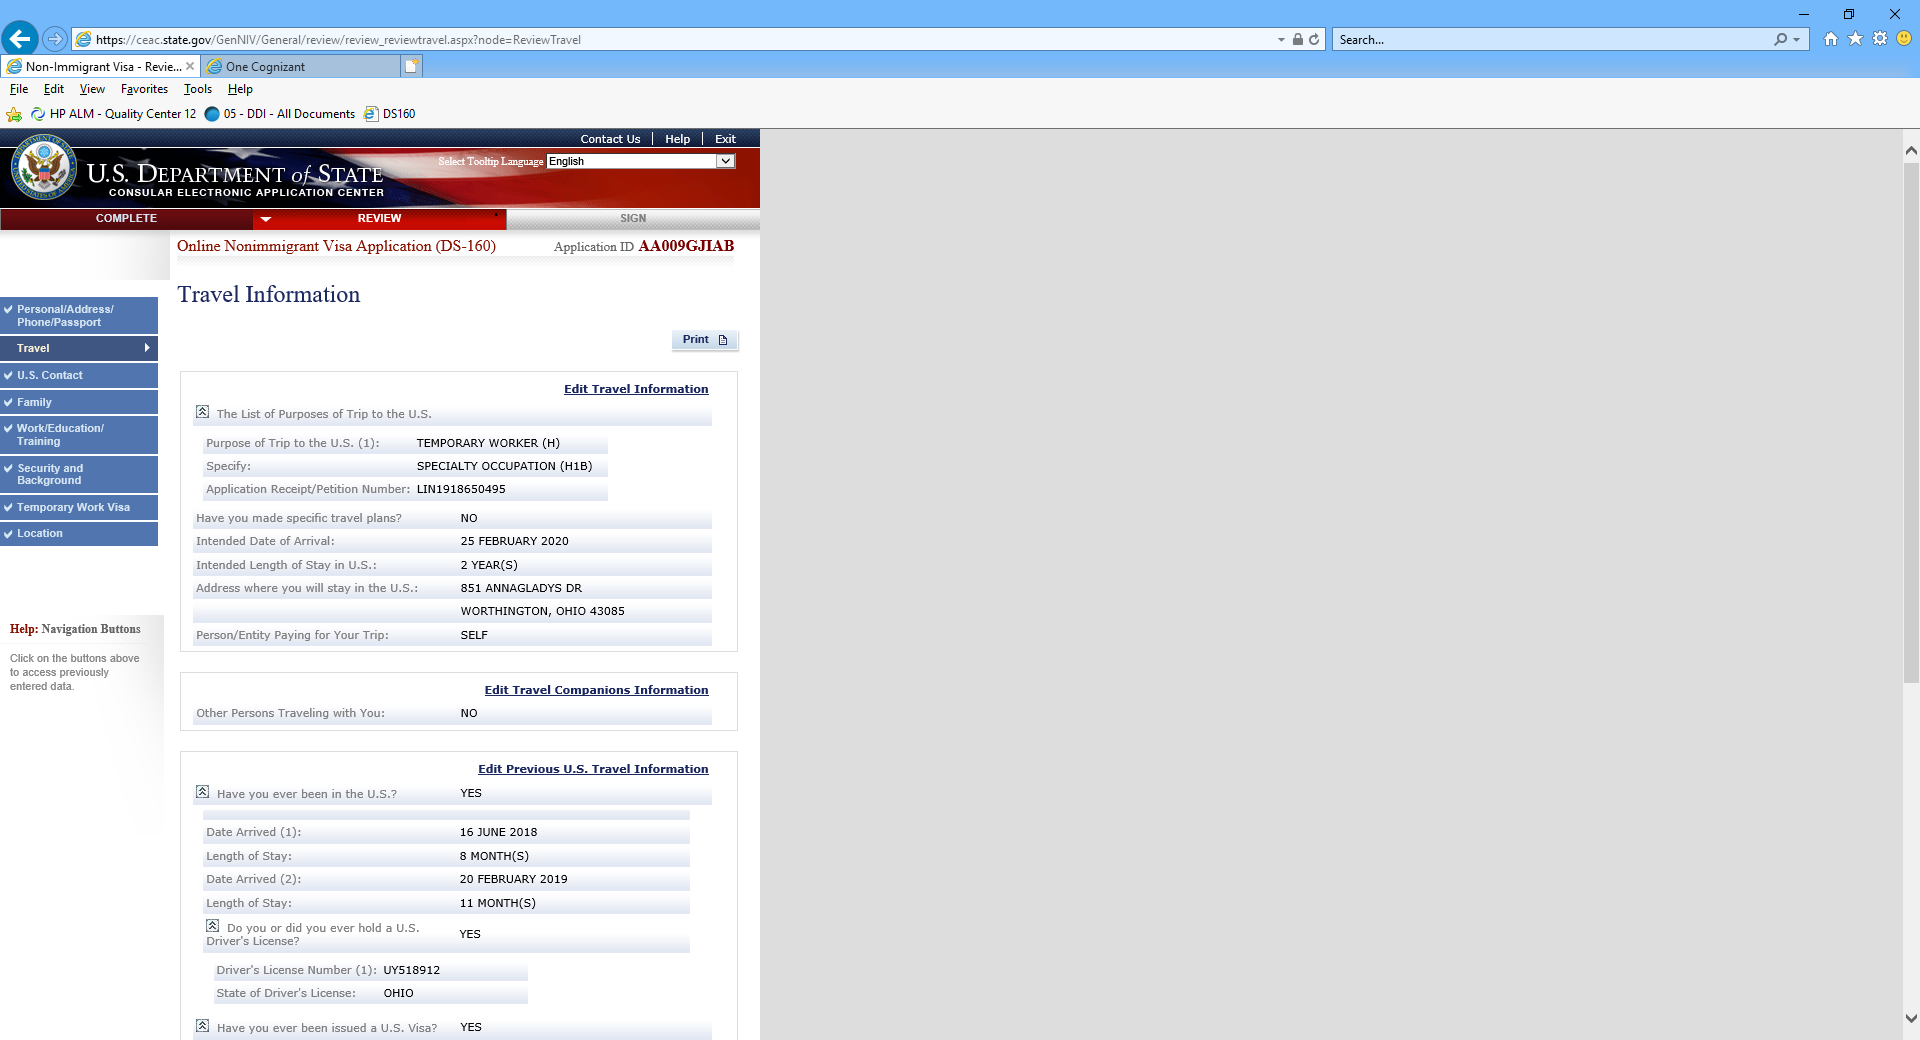 https://ceac.state.gov/GenNIV/General/review/review_reviewtravel.aspx?node=ReviewTravel
Search...
Non-Immigrant Visa - Revie...
One Cognizant
File Edit View Favorites Tools Help
HP ALM - Quality Center 12 05 - DDI - All Documents DS160
Contact Us Help Exit
Select Tooltip Language English
U.S. DEPARTMENT of STATE
CONSULAR ELECTRONIC APPLICATION CENTER
COMPLETE REVIEW SIGN
Online Nonimmigrant Visa Application (DS-160) Application ID AA009GJIAB
Travel Information
Personal/Address/
Phone/Passport
Travel
U.S. Contact
Family
Work/Education/
Training
Security and
Background
Temporary Work Visa
Location
Help: Navigation Buttons
Click on the buttons above
to access previously
entered data.
Print
Edit Travel Information
The List of Purposes of Trip to the U.S.
Purpose of Trip to the U.S. (1): TEMPORARY WORKER (H)
Specify: SPECIALTY OCCUPATION (H1B)
Application Receipt/Petition Number: LIN1918650495
Have you made specific travel plans? NO
Intended Date of Arrival: 25 FEBRUARY 2020
Intended Length of Stay in U.S.: 2 YEAR(S)
Address where you will stay in the U.S.: 851 ANNAGLADYS DR
WORTHINGTON, OHIO 43085
Person/Entity Paying for Your Trip: SELF
Edit Travel Companions Information
Other Persons Traveling with You: NO
Edit Previous U.S. Travel Information
Have you ever been in the U.S.? YES
Date Arrived (1): 16 JUNE 2018
Length of Stay: 8 MONTH(S)
Date Arrived (2): 20 FEBRUARY 2019
Length of Stay: 11 MONTH(S)
Do you or did you ever hold a U.S.
Driver's License? YES
Driver's License Number (1): UY518912
State of Driver's License: OHIO
Have you ever been issued a U.S. Visa? YES